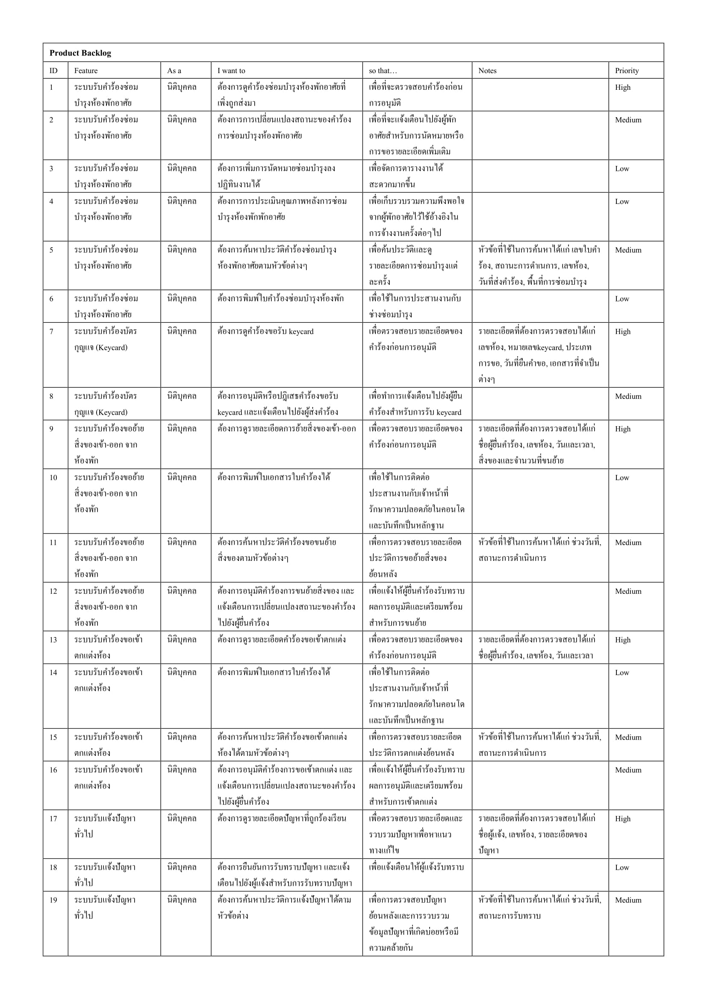 Product Backlog
ID Feature As a I want to so that… Notes Priority
1 ระบบรับคำร้องซ่อม นิติบุคคล ต้องการดูคำร้องซ่อมบำรุงห้องพักอาศัยที่ เพื่อที่จะตรวจสอบคำร้องก่อน High
บำรุงห้องพักอาศัย เพิ่งถูกส่งมา การอนุมัติ
2 ระบบรับคำร้องซ่อม นิติบุคคล ต้องการการเปลี่ยนแปลงสถานะของคำร้อง เพื่อที่จะแจ้งเตือนไปยังผู้พัก Medium
บำรุงห้องพักอาศัย การซ่อมบำรุงห้องพักอาศัย อาศัยสำหรับการนัดหมายหรือ
การขอรายละเอียดเพิ่มเติม
3 ระบบรับคำร้องซ่อม นิติบุคคล ต้องการเพิ่มการนัดหมายซ่อมบำรุงลง เพื่อจัดการตารางงานได้ Low
บำรุงห้องพักอาศัย ปฏิทินงานได้ สะดวกมากขึ้น
4 ระบบรับคำร้องซ่อม นิติบุคคล ต้องการการประเมินคุณภาพหลังการซ่อม เพื่อเก็บรวบรวมความพึงพอใจ Low
บำรุงห้องพักอาศัย บำรุงห้องพักพักอาศัย จากผู้พักอาศัยไว้ใช้อ้างอิงใน
การจ้างงานครั้งต่อๆไป
5 ระบบรับคำร้องซ่อม นิติบุคคล ต้องการค้นหาประวัติคำร้องซ่อมบำรุง เพื่อค้นประวัติและดู หัวข้อที่ใช้ในการค้นหาได้แก่ เลขใบคำ Medium
บำรุงห้องพักอาศัย ห้องพักอาศัยตามหัวข้อต่างๆ รายละเอียดการซ่อมบำรุงแต่ ร้อง, สถานะการดำเนการ, เลขห้อง,
ละครั้ง วันที่ส่งคำร้อง, พื้นที่การซ่อมบำรุง
6 ระบบรับคำร้องซ่อม นิติบุคคล ต้องการพิมพ์ใบคำร้องซ่อมบำรุงห้องพัก เพื่อใช้ในการประสานงานกับ Low
บำรุงห้องพักอาศัย ช่างซ่อมบำรุง
7 ระบบรับคำร้องบัตร นิติบุคคล ต้องการดูคำร้องขอรับ keycard เพื่อตรวจสอบรายละเอียดของ รายละเอียดที่ต้องการตรวจสอบได้แก่ High
กุญแจ (Keycard) คำร้องก่อนการอนุมัติ เลขห้อง, หมายเลขkeycard, ประเภท
การขอ, วันที่ยืนคำขอ, เอกสารที่จำเป็น
ต่างๆ
8 ระบบรับคำร้องบัตร นิติบุคคล ต้องการอนุมัติหรือปฎิเสธคำร้องขอรับ เพื่อทำการแจ้งเตือนไปยังผู้ยืน Medium
กุญแจ (Keycard) keycard และแจ้งเตือนไปยังผู้ส่งคำร้อง คำร้องสำหรับการรับ keycard
9 ระบบรับคำร้องขอย้าย นิติบุคคล ต้องการดูรายละเอียดการย้ายสิ่งของเข้า-ออก เพื่อตรวจสอบรายละเอียดของ รายละเอียดที่ต้องการตรวจสอบได้แก่ High
สิ่งของเข้า-ออก จาก คำร้องก่อนการอนุมัติ ชื่อผู้ยื่นคำร้อง, เลขห้อง, วันและเวลา,
ห้องพัก สิ่งของและจำนวนที่ขนย้าย
10 ระบบรับคำร้องขอย้าย นิติบุคคล ต้องการพิมพ์ใบเอกสารใบคำร้องได้ เพื่อใช้ในการติดต่อ Low
สิ่งของเข้า-ออก จาก ประสานงานกับเจ้าหน้าที่
ห้องพัก รักษาความปลอดภัยในคอนโด
และบันทึกเป็นหลักฐาน
11 ระบบรับคำร้องขอย้าย นิติบุคคล ต้องการค้นหาประวัติคำร้องขอขนย้าย เพื่อการตรวจสอบรายละเอียด หัวข้อที่ใช้ในการค้นหาได้แก่ ช่วงวันที่, Medium
สิ่งของเข้า-ออก จาก สิ่งของตามหัวข้อต่างๆ ประวัติการขอย้ายสิ่งของ สถานะการดำเนินการ
ห้องพัก ย้อนหลัง
12 ระบบรับคำร้องขอย้าย นิติบุคคล ต้องการอนุมัติคำร้องการขนย้ายสิ่งของ และ เพื่อแจ้งให้ผู้ยื่นคำร้องรับทราบ Medium
สิ่งของเข้า-ออก จาก แจ้งเตือนการเปลี่ยนแปลงสถานะของคำร้อง ผลการอนุมัติและเตรียมพร้อม
ห้องพัก ไปยังผู้ยื่นคำร้อง สำหรับการขนย้าย
13 ระบบรับคำร้องขอเข้า นิติบุคคล ต้องการดูรายละเอียดคำร้องขอเข้าตกแต่ง เพื่อตรวจสอบรายละเอียดของ รายละเอียดที่ต้องการตรวจสอบได้แก่ High
ตกแต่งห้อง คำร้องก่อนการอนุมัติ ชื่อผู้ยื่นคำร้อง, เลขห้อง, วันและเวลา
14 ระบบรับคำร้องขอเข้า นิติบุคคล ต้องการพิมพ์ใบเอกสารใบคำร้องได้ เพื่อใช้ในการติดต่อ Low
ตกแต่งห้อง ประสานงานกับเจ้าหน้าที่
รักษาความปลอดภัยในคอนโด
และบันทึกเป็นหลักฐาน
15 ระบบรับคำร้องขอเข้า นิติบุคคล ต้องการค้นหาประวัติคำร้องขอเข้าตกแต่ง เพื่อการตรวจสอบรายละเอียด หัวข้อที่ใช้ในการค้นหาได้แก่ ช่วงวันที่, Medium
ตกแต่งห้อง ห้องได้ตามหัวข้อต่างๆ ประวัติการตกแต่งย้อนหลัง สถานะการดำเนินการ
16 ระบบรับคำร้องขอเข้า นิติบุคคล ต้องการอนุมัติคำร้องการขอเข้าตกแต่ง และ เพื่อแจ้งให้ผู้ยื่นคำร้องรับทราบ Medium
ตกแต่งห้อง แจ้งเตือนการเปลี่ยนแปลงสถานะของคำร้อง ผลการอนุมัติและเตรียมพร้อม
ไปยังผู้ยื่นคำร้อง สำหรับการเข้าตกแต่ง
17 ระบบรับแจ้งปัญหา นิติบุคคล ต้องการดูรายละเอียดปัญหาที่ถูกร้องเรียน เพื่อตรวจสอบรายละเอียดและ รายละเอียดที่ต้องการตรวจสอบได้แก่ High
ทั่วไป รวบรวมปัญหาเพื่อหาแนว ชื่อผู้แจ้ง, เลขห้อง, รายละเอียดของ
ทางแก้ไข ปัญหา
18 ระบบรับแจ้งปัญหา นิติบุคคล ต้องการยืนยันการรับทราบปัญหา และแจ้ง เพื่อแจ้งเตือนให้ผู้แจ้งรับทราบ Low
ทั่วไป เตือนไปยังผู้แจ้งสำหรับการรับทราบปัญหา
19 ระบบรับแจ้งปัญหา นิติบุคคล ต้องการค้นหาประวัติการแจ้งปัญหาได้ตาม เพื่อการตรวจสอบปัญหา หัวข้อที่ใช้ในการค้นหาได้แก่ ช่วงวันที่, Medium
ทั่วไป หัวข้อต่าง ย้อนหลังและการรวบรวม สถานะการรับทราบ
ข้อมูลปัญหาที่เกิดบ่อยหรือมี
ความคล้ายกัน